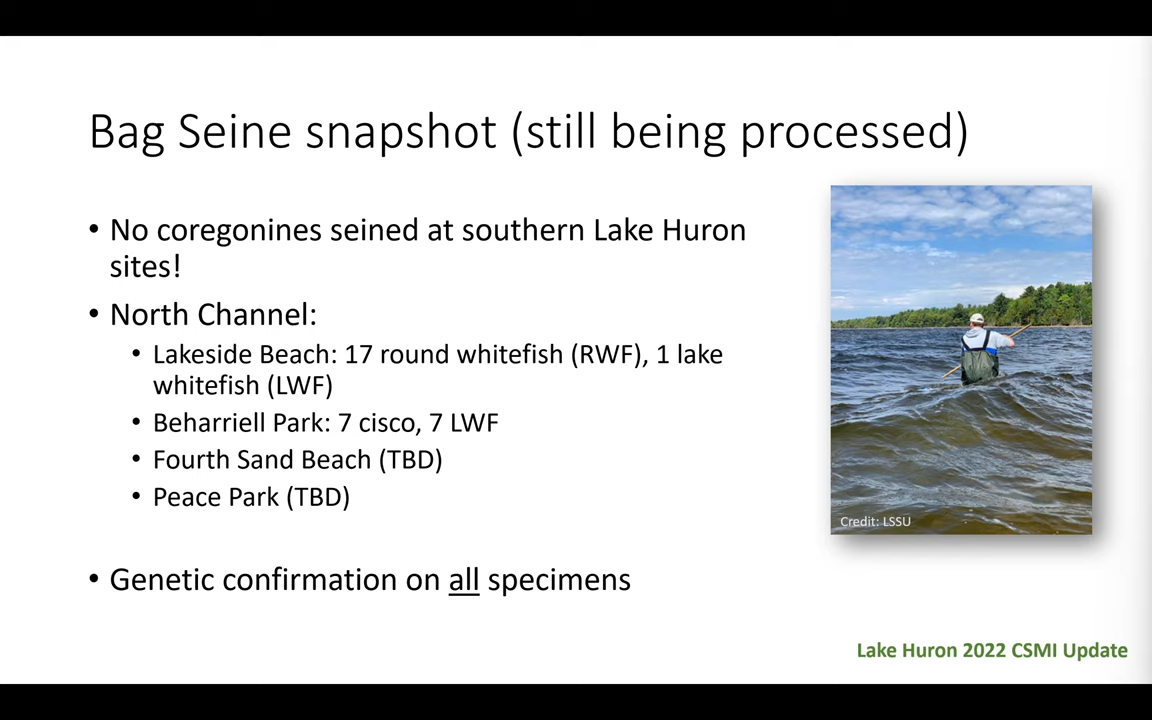 Bag Seine snapshot (still being processed)
• No coregonines seined at southern Lake Huron
sites!
• North Channel:
• Lakeside Beach: 17 round whitefish (RWF), 1 lake
whitefish (LWF)
• Beharriell Park: 7 cisco, 7 LWF
• Fourth Sand Beach (TBD)
• Peace Park (TBD)
• Genetic confirmation on all specimens
Credit: LSSU
Lake Huron 2022 CSMI Update